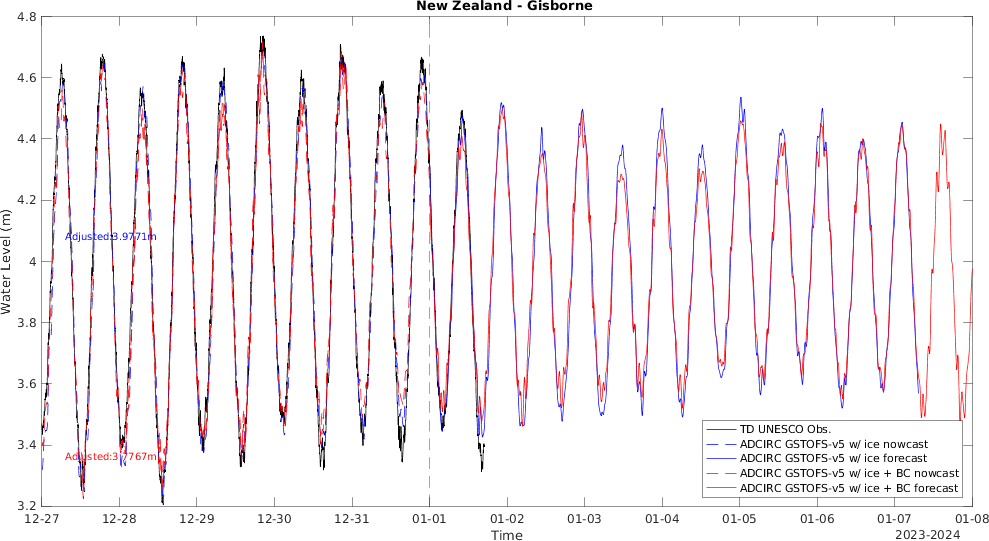 New Zealand - Gisborne
4.8
4.6
4.4
4.2
4
3.8
3.6
3.4
3.2
Water Level (m)
Adjusted:3.9771m
TD UNESCO Obs.
ADCIRC GSTOFS-v5 w/ ice nowcast
ADCIRC GSTOFS-v5 w/ ice forecast
ADCIRC GSTOFS-v5 w/ ice + BC nowcast
ADCIRC GSTOFS-v5 w/ ice + BC forecast
12-27
12-28
12-29
12-30
12-31
01-01
01-02
01-03
01-04
01-05
01-06
01-07
01-08
Time
2023-2024